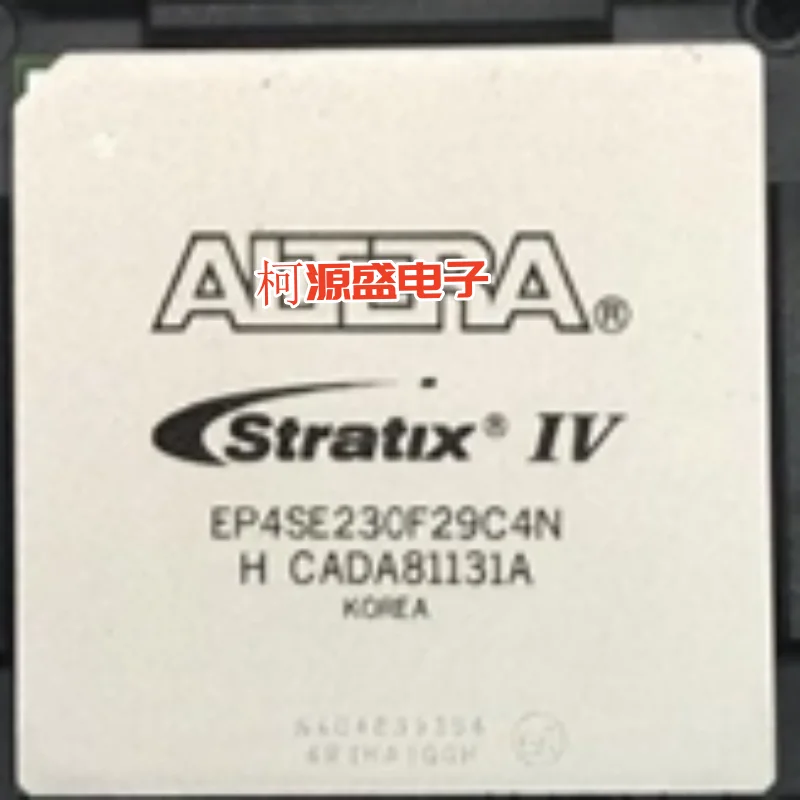 ALTERA®
柯源盛电子
Stratix® IV
EP4SE230F29C4N
H CADA81131A
KOREA